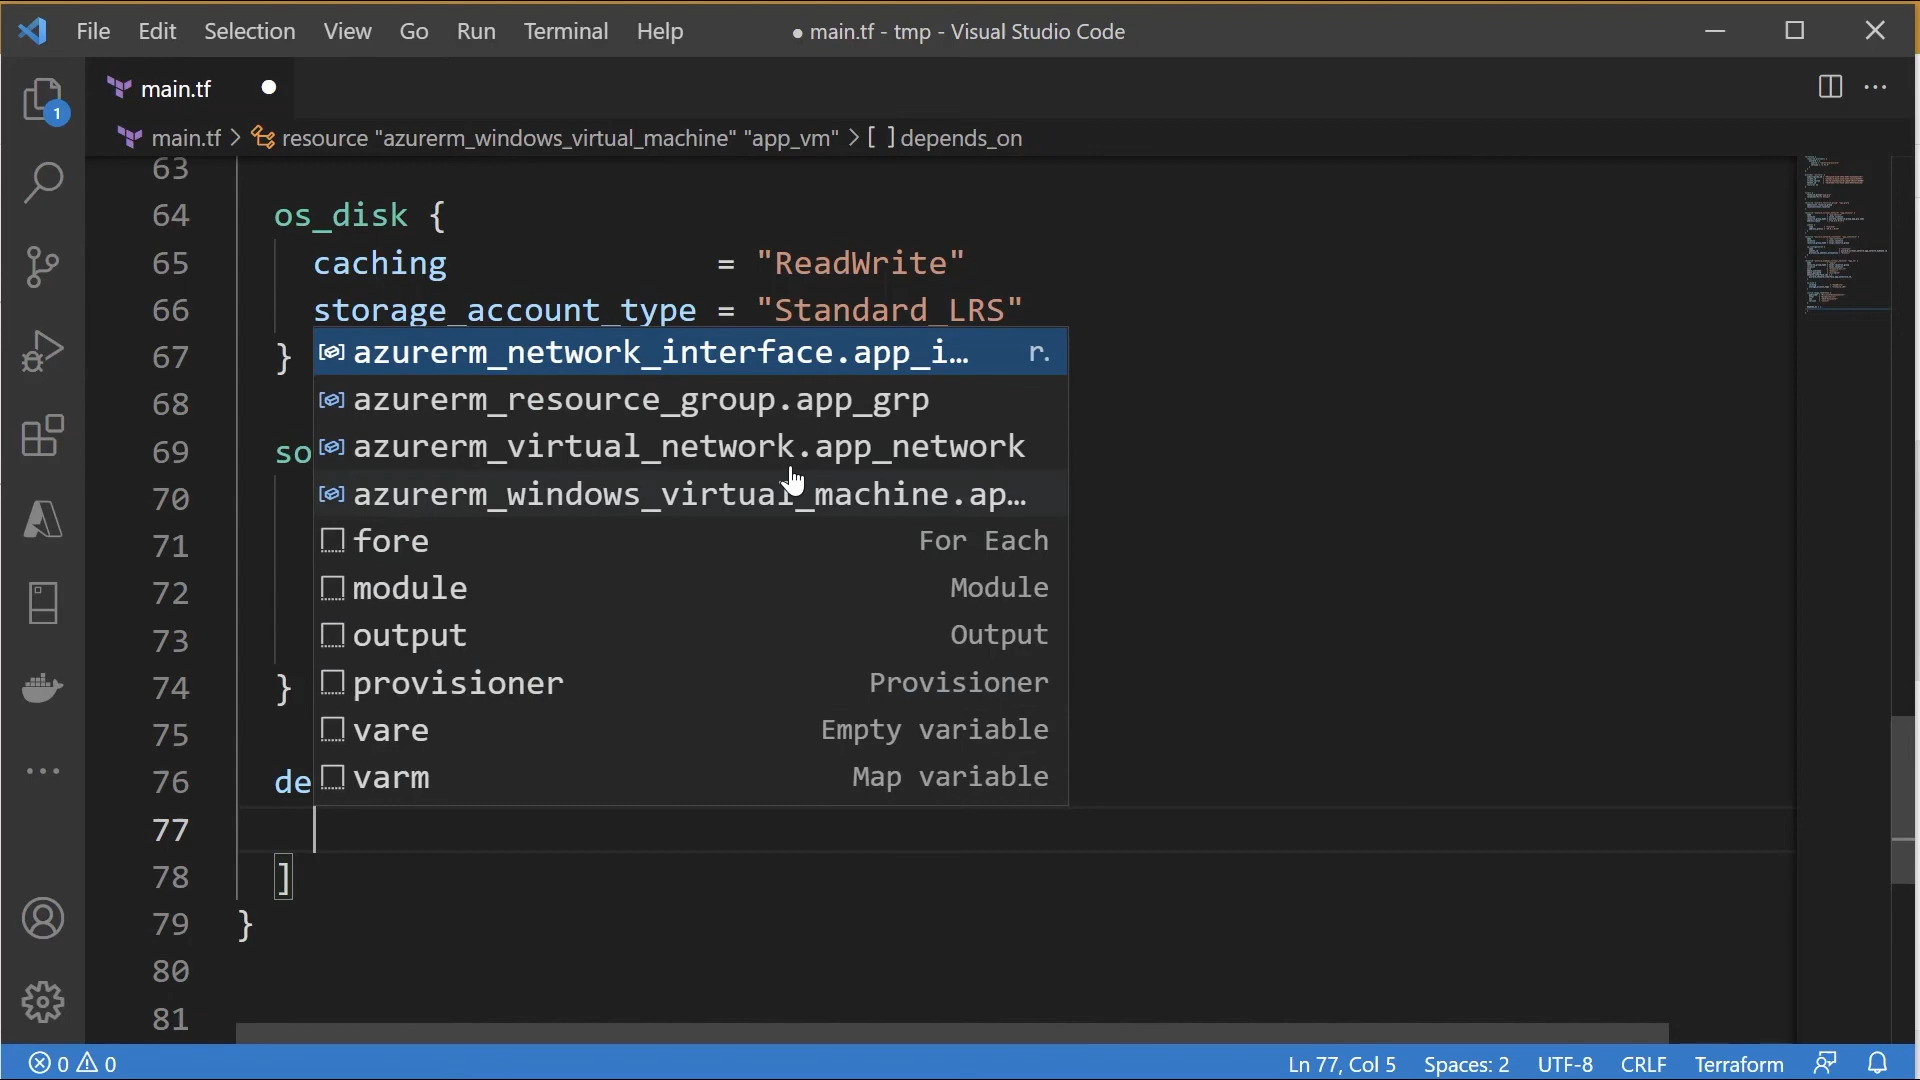 File Edit Selection View Go Run Terminal Help ● main.tf - tmp - Visual Studio Code
main.tf ●
1
main.tf > resource "azurerm_windows_virtual_machine" "app_vm" > [ ] depends_on
63
64 os_disk {
65 caching = "ReadWrite"
66 storage_account_type = "Standard_LRS"
67 }
azurerm_network_interface.app_i… r.
68
azurerm_resource_group.app_grp
69 so
azurerm_virtual_network.app_network
70
azurerm_windows_virtual_machine.ap…
71
fore For Each
72
module Module
73
output Output
74 }
provisioner Provisioner
75
vare Empty variable
76 de
varm Map variable
77
78 ]
79 }
80
81
0 0 Ln 77, Col 5 Spaces: 2 UTF-8 CRLF Terraform